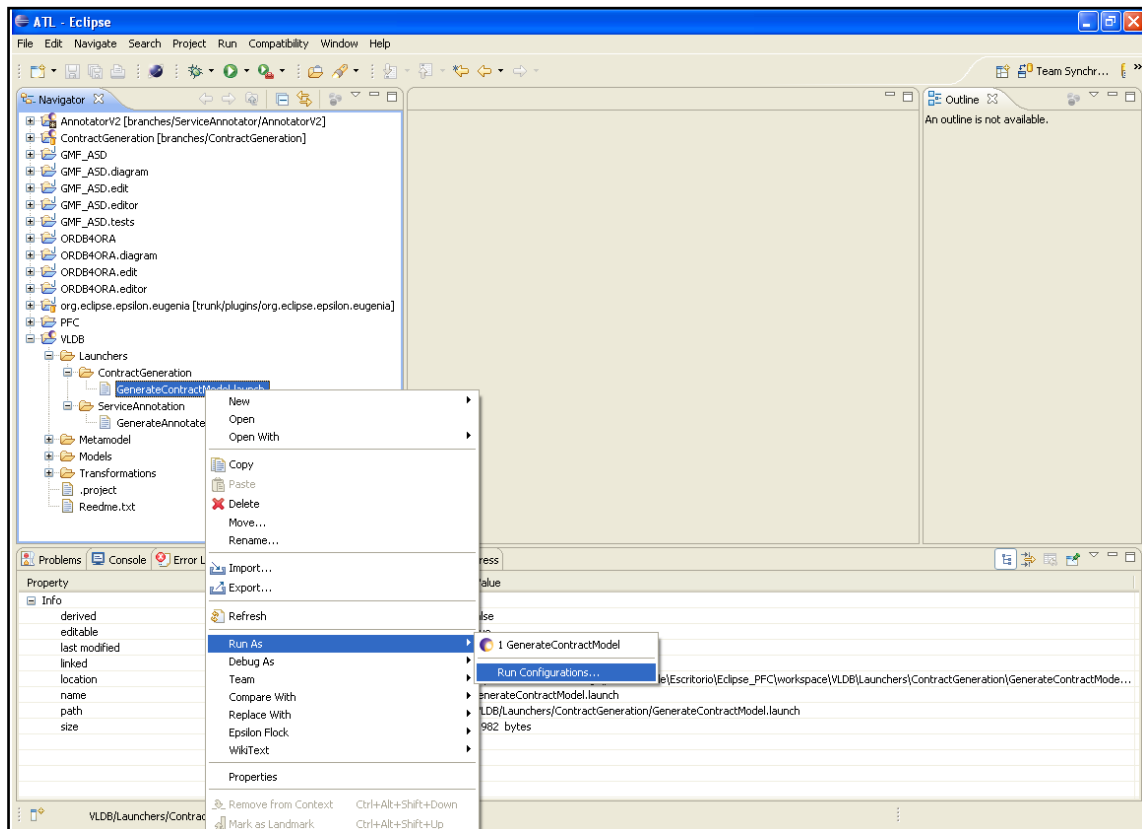 ATL - Eclipse
File Edit Navigate Search Project Run Compatibility Window Help
Team Synchr...
Navigator
Outline
An outline is not available.
AnnotatorV2 [branches/ServiceAnnotator/AnnotatorV2]
ContractGeneration [branches/ContractGeneration]
GMF_ASD
GMF_ASD.diagram
GMF_ASD.edit
GMF_ASD.editor
GMF_ASD.tests
ORDB4ORA
ORDB4ORA.diagram
ORDB4ORA.edit
ORDB4ORA.editor
org.eclipse.epsilon.eugenia [trunk/plugins/org.eclipse.epsilon.eugenia]
PFC
VLDB
Launchers
ContractGeneration
GenerateContractModel.launch
ServiceAnnotation
GenerateAnnotate
Metamodel
Models
Transformations
.project
Reedme.txt
New
Open
Open With
Copy
Paste
Delete
Move...
Rename...
Import...
Export...
Refresh
Run As
Debug As
Team
Compare With
Replace With
Epsilon Flock
WikiText
Properties
Remove from Context Ctrl+Alt+Shift+Down
Mark as Landmark Ctrl+Alt+Shift+Up
1 GenerateContractModel
Run Configurations...
Problems Console Error L
ress
Property
alue
Info
derived
lse
editable
last modified
linked
location
le\Escritorio\Eclipse_PFC\workspace\VLDB\Launchers\ContractGeneration\GenerateContractMode...
name
enerateContractModel.launch
path
LDB/Launchers/ContractGeneration/GenerateContractModel.launch
size
982 bytes
VLDB/Launchers/Contrac